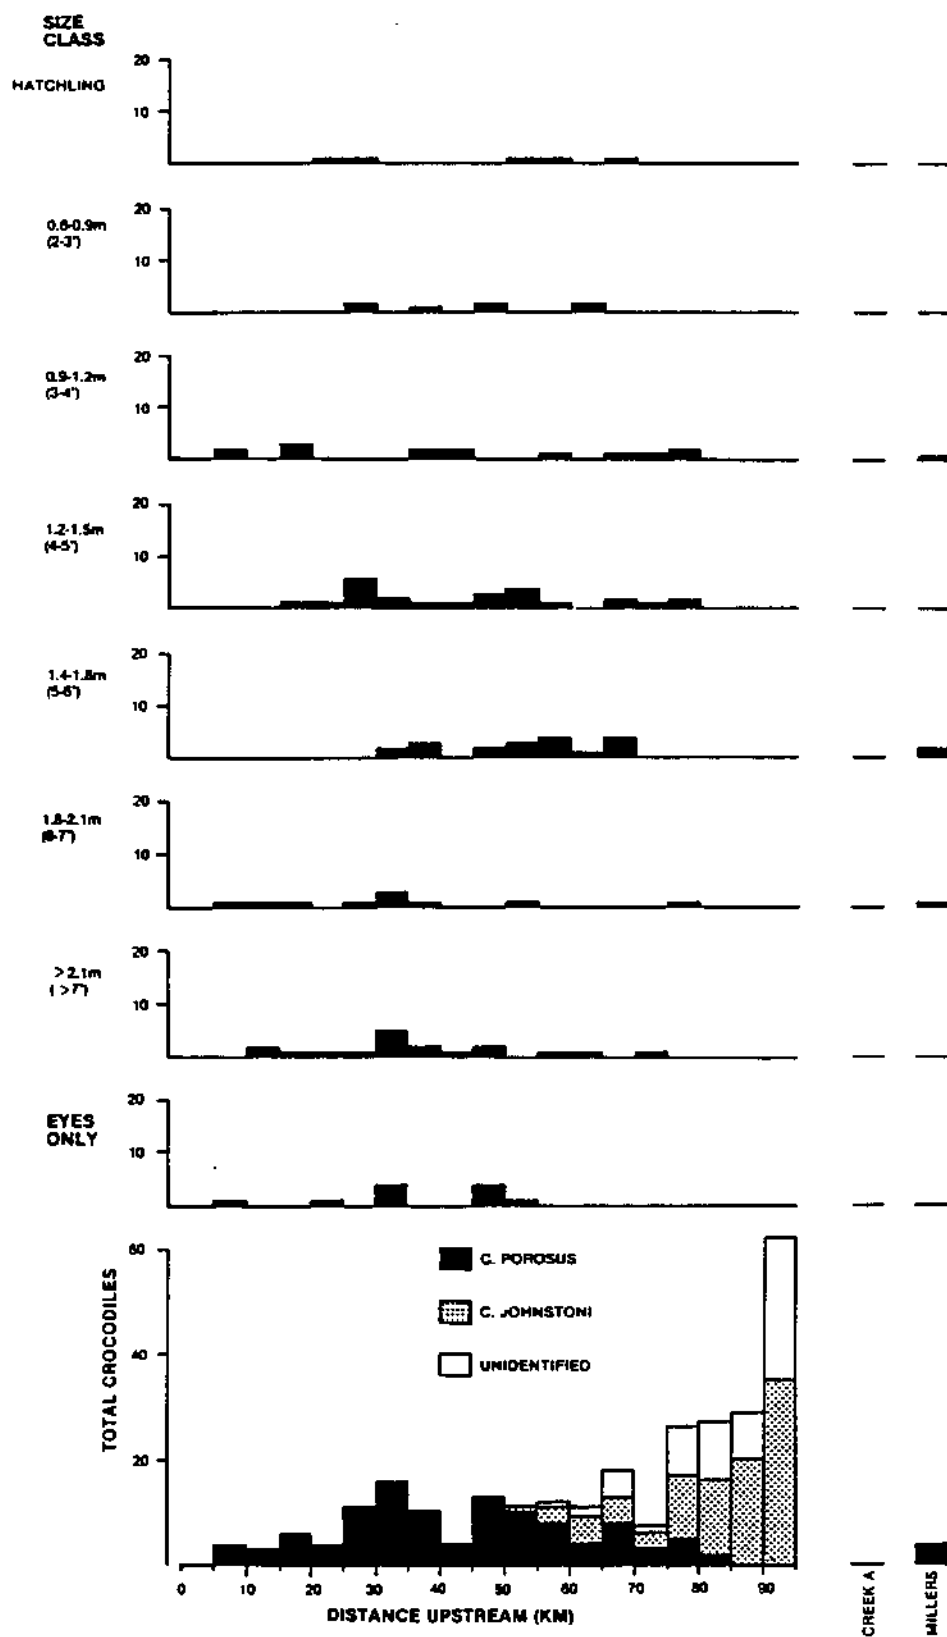 SIZE
CLASS
HATCHLING
20
10
0.6-0.9m
(2-3')
20
10
0.9-1.2m
(3-4')
20
10
1.2-1.5m
(4-5')
20
10
1.4-1.8m
(5-6')
20
10
1.8-2.1m
(6-7')
20
10
>2.1m
(>7')
20
10
EYES
ONLY
20
10
TOTAL CROCODILES
60
40
20
C. POROSUS
C. JOHNSTONI
UNIDENTIFIED
0 10 20 30 40 50 60 70 80 90
DISTANCE UPSTREAM (KM)
CREEK A
MILLERS